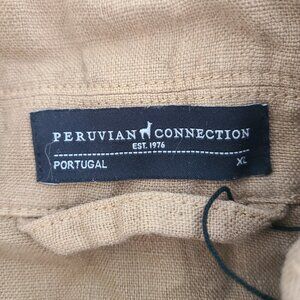 PERUVIAN CONNECTION
EST. 1976
PORTUGAL XL